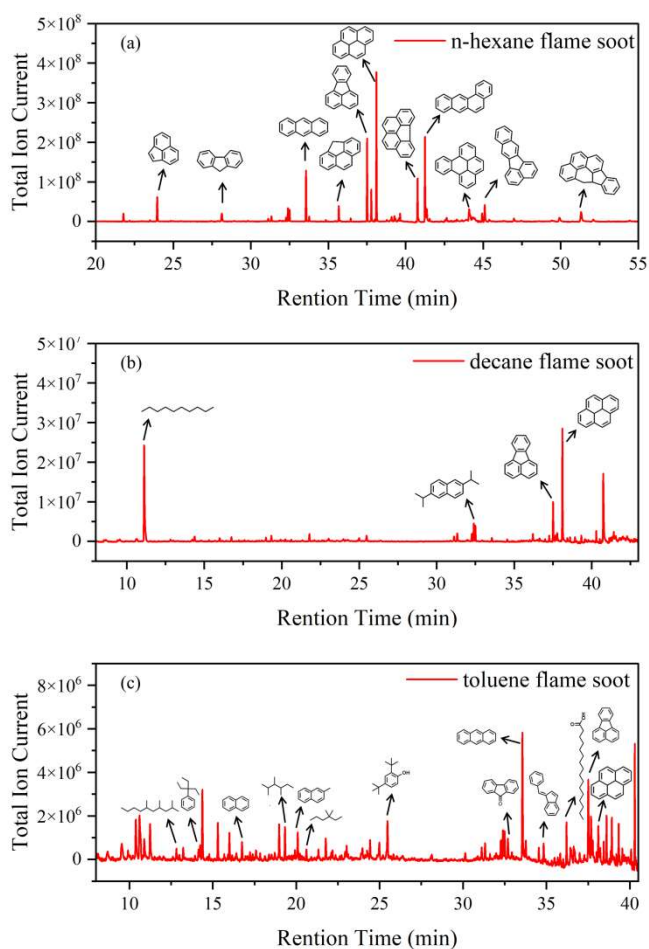 (a)
n-hexane flame soot
Total Ion Current
5×10⁸
4×10⁸
3×10⁸
2×10⁸
1×10⁸
0
20 25 30 35 40 45 50 55
Rention Time (min)
(b)
decane flame soot
Total Ion Current
5×10⁷
4×10⁷
3×10⁷
2×10⁷
1×10⁷
0
10 15 20 25 30 35 40
Rention Time (min)
(c)
toluene flame soot
Total Ion Current
8×10⁶
6×10⁶
4×10⁶
2×10⁶
0
OH
O
10 15 20 25 30 35 40
Rention Time (min)